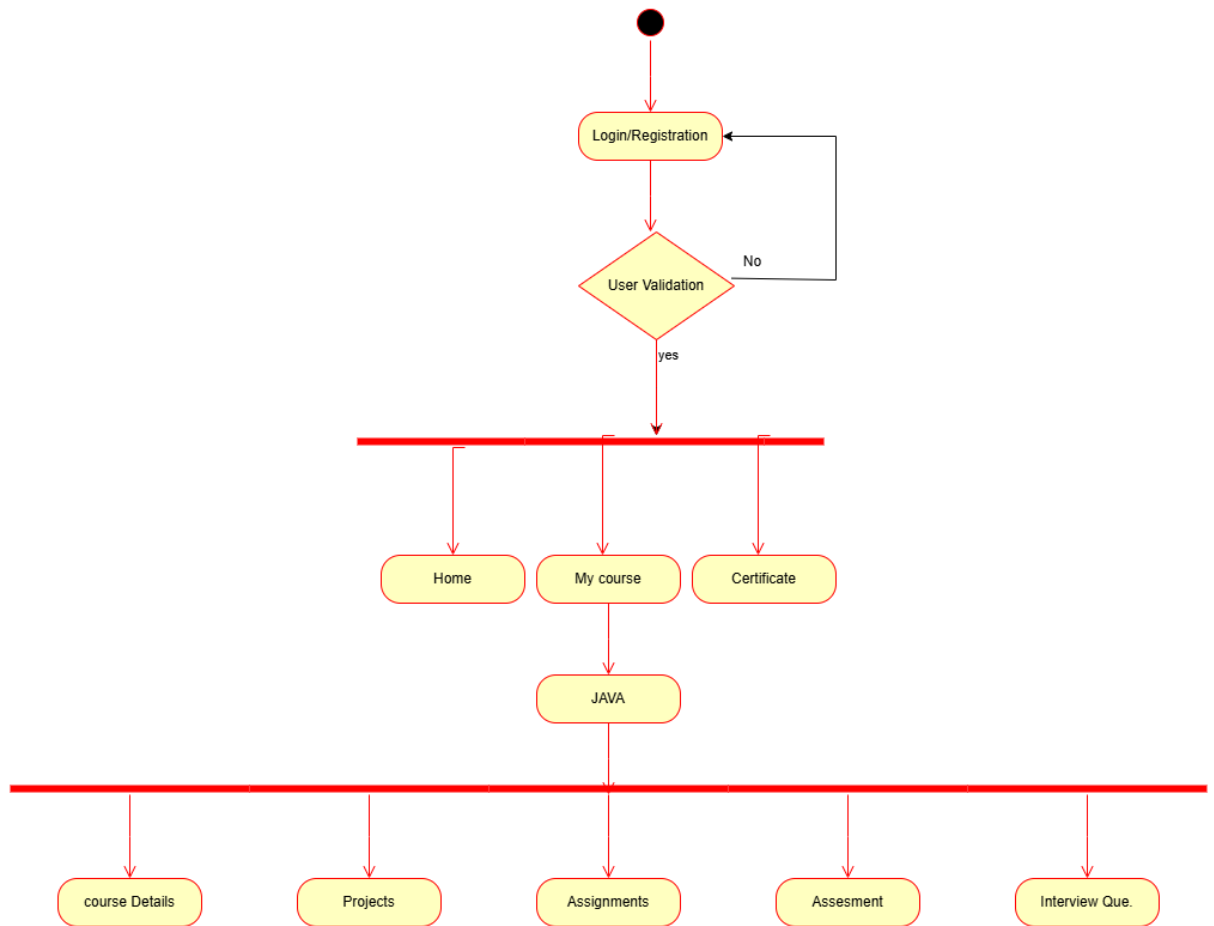 Login/Registration
No
User Validation
yes
Home
My course
Certificate
JAVA
course Details
Projects
Assignments
Assesment
Interview Que.